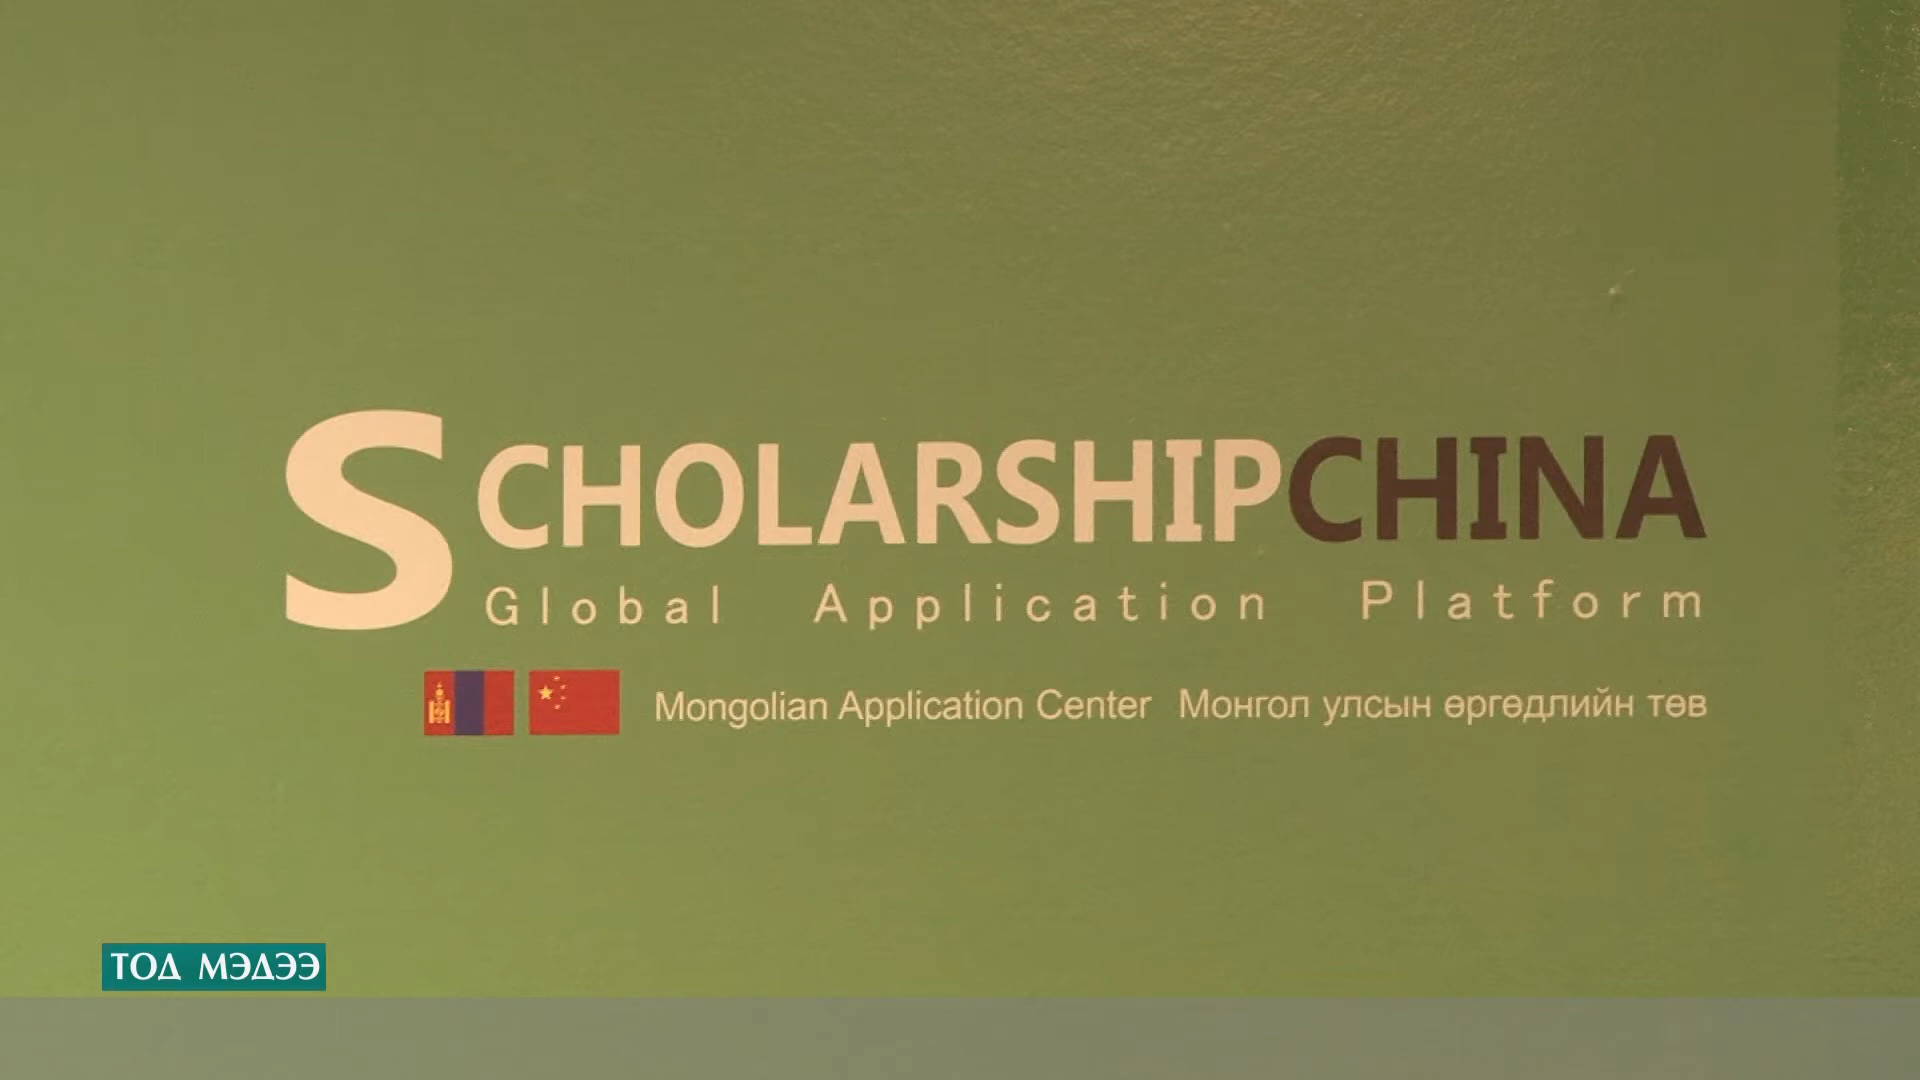 SCHOLARSHIPCHINA
Global Application Platform
Mongolian Application Center Монгол улсын өргөдлийн төв
ТОД МЭДЭЭ